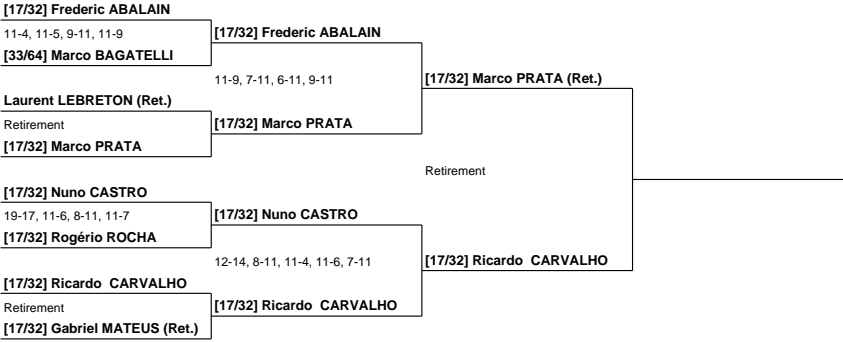 [17/32] Frederic ABALAIN
11-4, 11-5, 9-11, 11-9
[33/64] Marco BAGATELLI
[17/32] Frederic ABALAIN
11-9, 7-11, 6-11, 9-11
Laurent LEBRETON (Ret.)
Retirement
[17/32] Marco PRATA
[17/32] Marco PRATA
[17/32] Marco PRATA (Ret.)
Retirement
[17/32] Nuno CASTRO
19-17, 11-6, 8-11, 11-7
[17/32] Rogério ROCHA
[17/32] Nuno CASTRO
12-14, 8-11, 11-4, 11-6, 7-11
[17/32] Ricardo  CARVALHO
Retirement
[17/32] Gabriel MATEUS (Ret.)
[17/32] Ricardo  CARVALHO
[17/32] Ricardo  CARVALHO